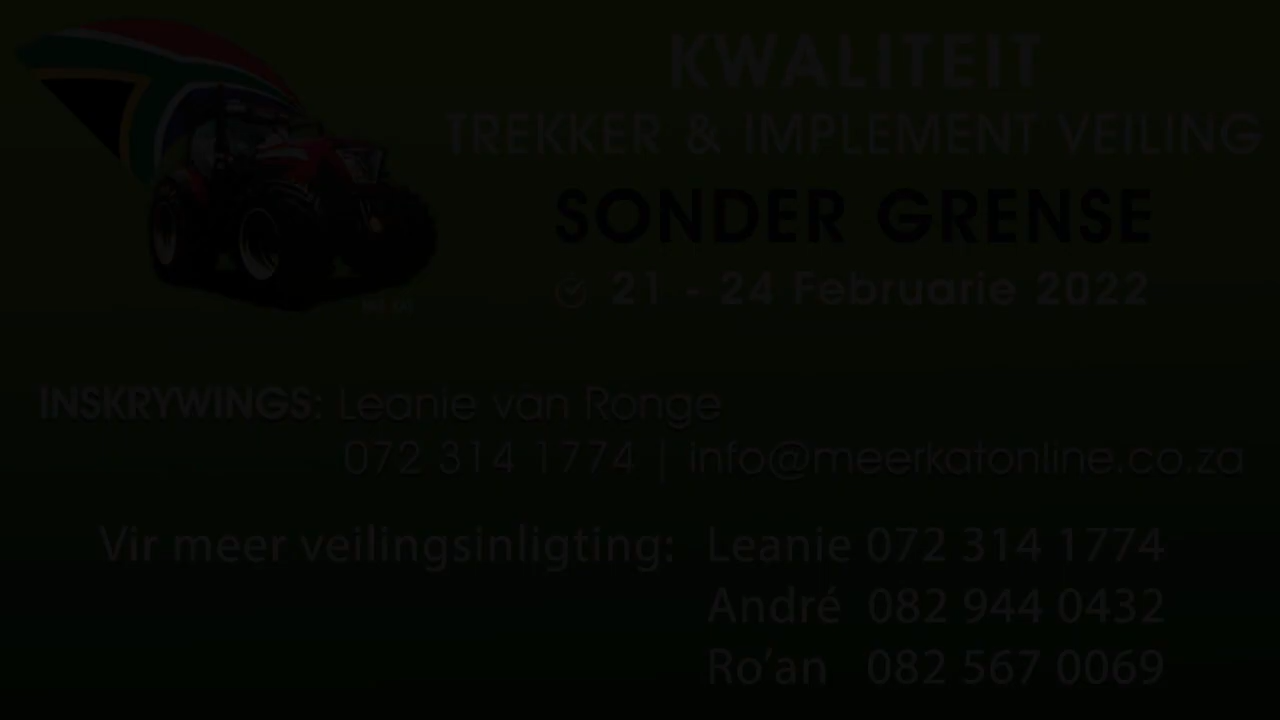 KWALITEIT
TREKKER & IMPLEMENT VEILING
SONDER GRENSE
21 - 24 Februarie 2022
INSKRYWINGS: Leanie van Ronge
072 314 1774 | info@meerkatonline.co.za
Vir meer veilingsinligting: Leanie 072 314 1774
André 082 944 0432
Ro'an 082 567 0069